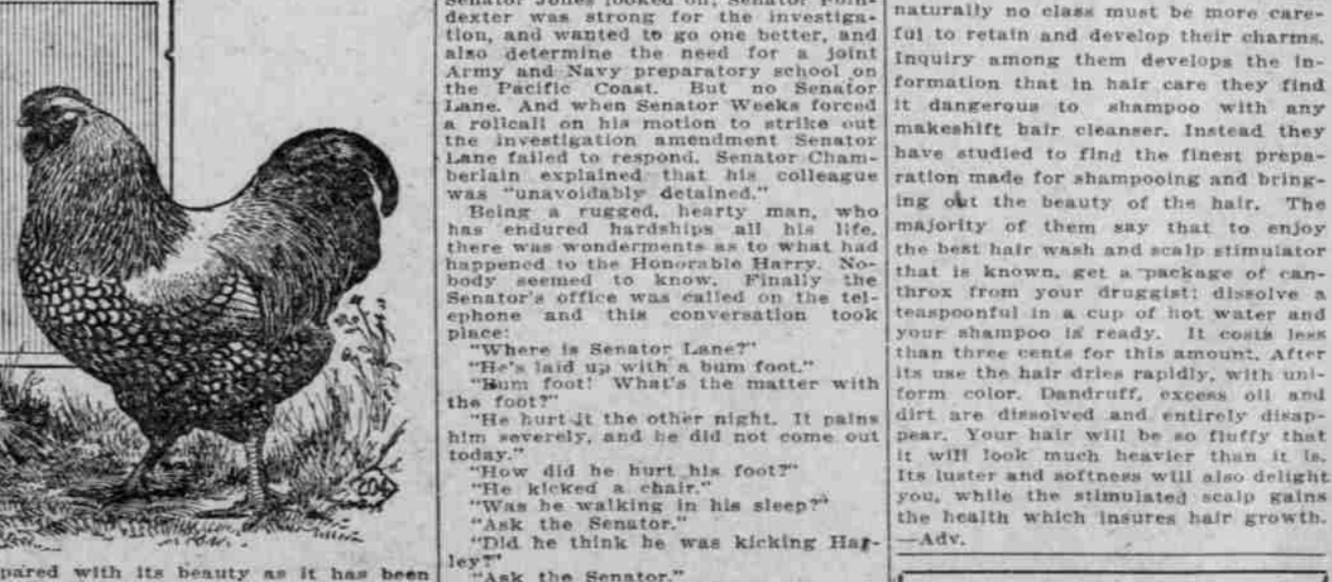 204
pared with its beauty as it has been
Senator Jones looked on, Senator Poin-
dexter was strong for the investiga-
tion, and wanted to go one better, and
also determine the need for a joint
Army and Navy preparatory school on
the Pacific Coast. But no Senator
Lane. And when Senator Weeks forced
a rollcall on his motion to strike out
the investigation amendment Senator
Lane failed to respond. Senator Cham-
berlain explained that his colleague
was "unavoidably detained."
Being a rugged, hearty man, who
has endured hardships all his life,
there was wonderments as to what had
happened to the Honorable Harry. No-
body seemed to know. Finally the
Senator's office was called on the tel-
ephone and this conversation took
place:
"Where is Senator Lane?"
"He's laid up with a bum foot."
"Bum foot! What's the matter with
the foot?"
"He hurt it the other night. It pains
him severely, and he did not come out
today."
"How did he hurt his foot?"
"He kicked a chair."
"Was he walking in his sleep?"
"Ask the Senator."
"Did he think he was kicking Har-
ley?"
"Ask the Senator."
naturally no class must be more care-
ful to retain and develop their charms.
Inquiry among them develops the in-
formation that in hair care they find
it dangerous to shampoo with any
makeshift hair cleanser. Instead they
have studied to find the finest prepa-
ration made for shampooing and bring-
ing out the beauty of the hair. The
majority of them say that to enjoy
the best hair wash and scalp stimulator
that is known, get a package of can-
throx from your druggist; dissolve a
teaspoonful in a cup of hot water and
your shampoo is ready. It costs less
than three cents for this amount. After
its use the hair dries rapidly, with uni-
form color. Dandruff, excess oil and
dirt are dissolved and entirely disap-
pear. Your hair will be so fluffy that
it will look much heavier than it is.
Its luster and softness will also delight
you, while the stimulated scalp gains
the health which insures hair growth.
—Adv.